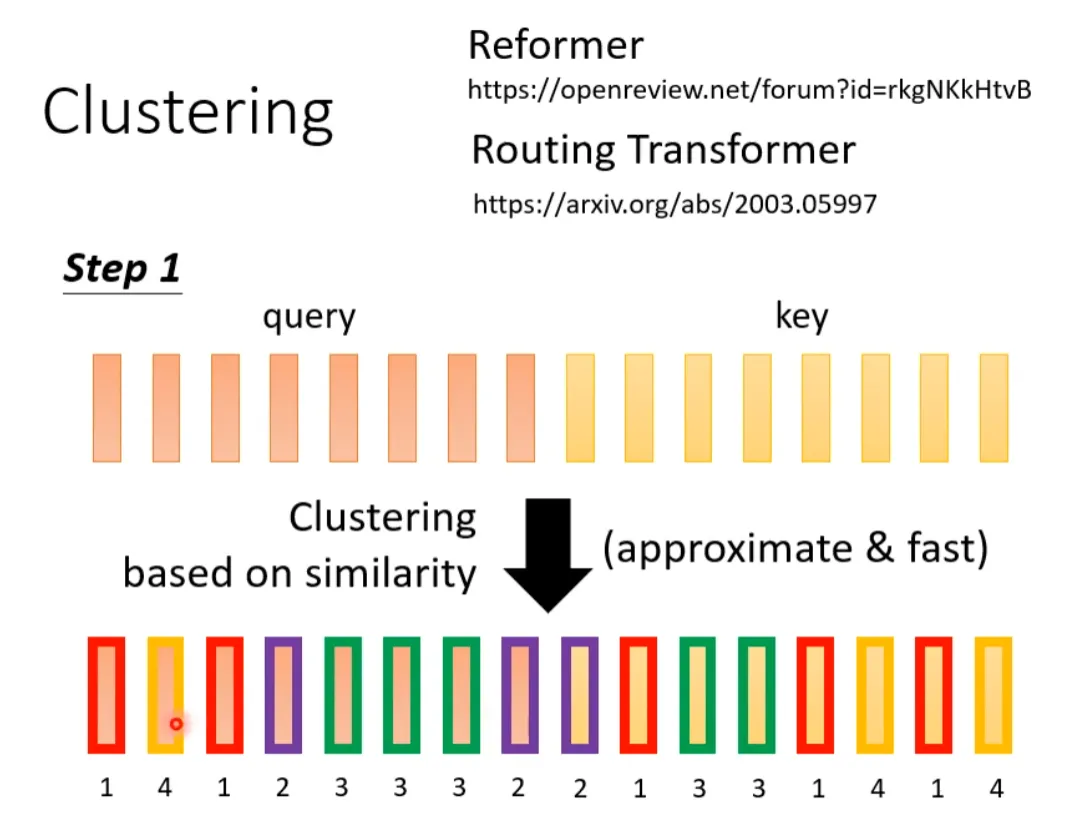 Clustering
Reformer
https://openreview.net/forum?id=rkgNKkHtvB
Routing Transformer
https://arxiv.org/abs/2003.05997
Step 1
query key
Clustering
based on similarity
(approximate & fast)
1 4 1 2 3 3 3 2 2 1 3 3 1 4 1 4